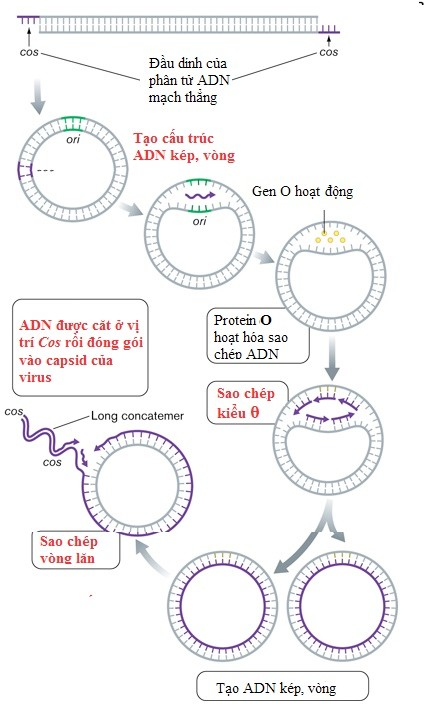 cos
cos
Đầu dính của
phân tử ADN
mạch thẳng
ori
Tạo cấu trúc
ADN kép, vòng
ori
Gen O hoạt động
Protein O
hoạt hóa sao
chép ADN
ADN được cắt ở vị
trí Cos rồi đóng gói
vào capsid của
virus
Sao chép
kiểu θ
cos
Long concatemer
cos
Sao chép
vòng lăn
Tạo ADN kép, vòng